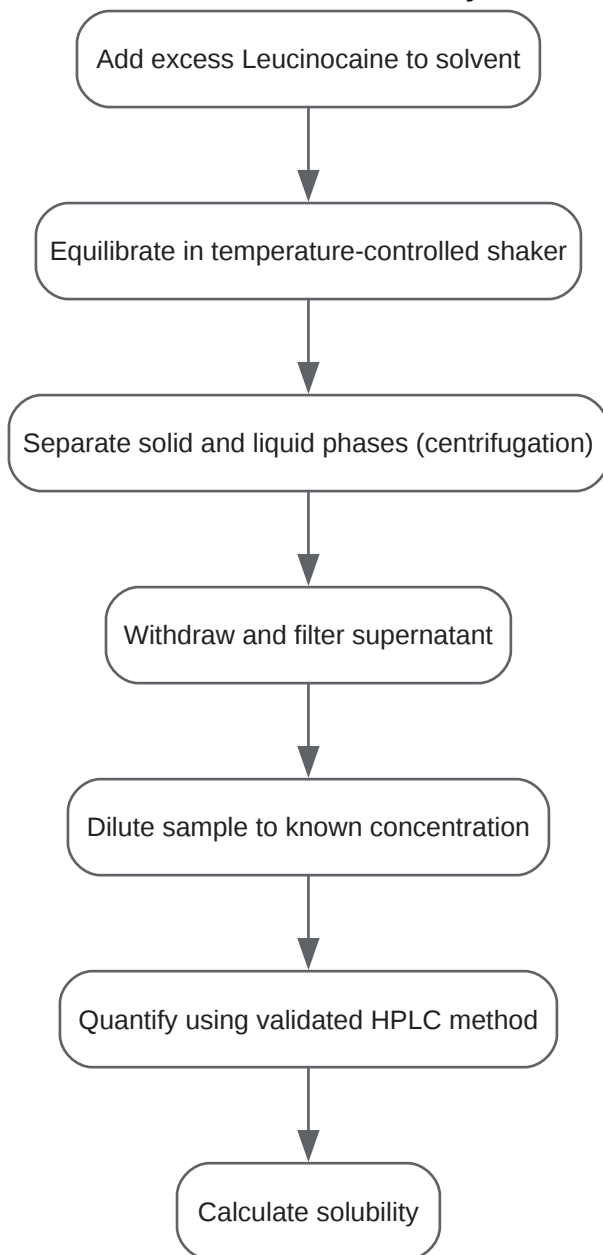 Add excess Leucinocaine to solvent
Equilibrate in temperature-controlled shaker
Separate solid and liquid phases (centrifugation)
Withdraw and filter supernatant
Dilute sample to known concentration
Quantify using validated HPLC method
Calculate solubility